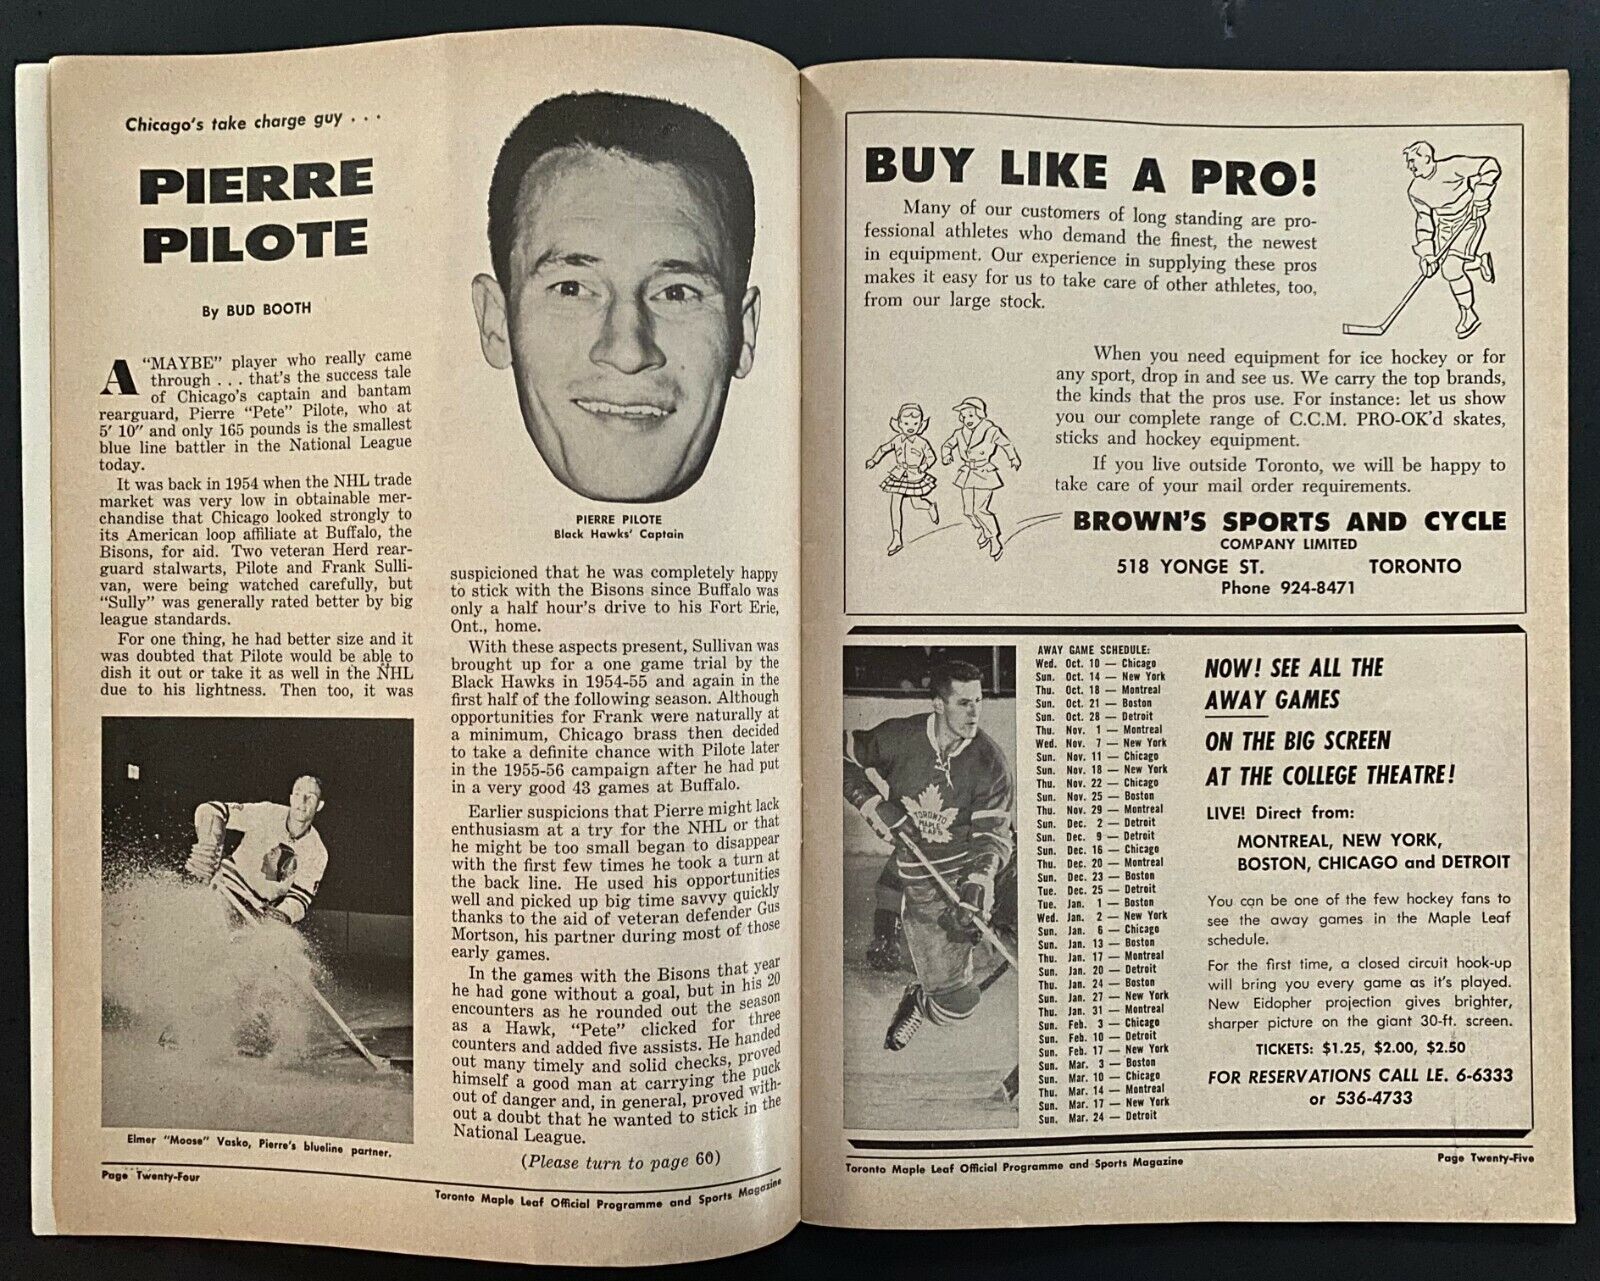 Chicago's take charge guy . . .
PIERRE
PILOTE
By BUD BOOTH
A "MAYBE" player who really came
through . . . that's the success tale
of Chicago's captain and bantam
rearguard, Pierre "Pete" Pilote, who at
5' 10" and only 165 pounds is the smallest
blue line battler in the National League
today.
It was back in 1954 when the NHL trade
market was very low in obtainable mer-
chandise that Chicago looked strongly to
its American loop affiliate at Buffalo, the
Bisons, for aid. Two veteran Herd rear-
guard stalwarts, Pilote and Frank Sulli-
van, were being watched carefully, but
"Sully" was generally rated better by big
league standards.
For one thing, he had better size and it
was doubted that Pilote would be able to
dish it out or take it as well in the NHL
due to his lightness. Then too, it was
Elmer "Moose" Vasko, Pierre's blueline partner.
PIERRE PILOTE
Black Hawks' Captain
suspicioned that he was completely happy
to stick with the Bisons since Buffalo was
only a half hour's drive to his Fort Erie,
Ont., home.
With these aspects present, Sullivan was
brought up for a one game trial by the
Black Hawks in 1954-55 and again in the
first half of the following season. Although
opportunities for Frank were naturally at
a minimum, Chicago brass then decided
to take a definite chance with Pilote later
in the 1955-56 campaign after he had put
in a very good 43 games at Buffalo.
Earlier suspicions that Pierre might lack
enthusiasm at a try for the NHL or that
he might be too small began to disappear
with the first few times he took a turn at
the back line. He used his opportunities
well and picked up big time savvy quickly
thanks to the aid of veteran defender Gus
Mortson, his partner during most of those
early games.
In the games with the Bisons that year
he had gone without a goal, but in his 20
encounters as he rounded out the season
as a Hawk, "Pete" clicked for three
counters and added five assists. He handed
out many timely and solid checks, proved
himself a good man at carrying the puck
out of danger and, in general, proved with-
out a doubt that he wanted to stick in the
National League.
(Please turn to page 60)
Page Twenty-Four
Toronto Maple Leaf Official Programme and Sports Magazine
BUY LIKE A PRO!
Many of our customers of long standing are pro-
fessional athletes who demand the finest, the newest
in equipment. Our experience in supplying these pros
makes it easy for us to take care of other athletes, too,
from our large stock.
When you need equipment for ice hockey or for
any sport, drop in and see us. We carry the top brands,
the kinds that the pros use. For instance: let us show
you our complete range of C.C.M. PRO-OK'd skates,
sticks and hockey equipment.
If you live outside Toronto, we will be happy to
take care of your mail order requirements.
BROWN'S SPORTS AND CYCLE
COMPANY LIMITED
518 YONGE ST. TORONTO
Phone 924-8471
TORONTO
MAPLE
LEAFS
AWAY GAME SCHEDULE:
Wed. Oct. 10 — Chicago
Sun. Oct. 14 — New York
Thu. Oct. 18 — Montreal
Sun. Oct. 21 — Boston
Sun. Oct. 28 — Detroit
Thu. Nov. 1 — Montreal
Wed. Nov. 7 — New York
Sun. Nov. 11 — Chicago
Sun. Nov. 18 — New York
Thu. Nov. 22 — Chicago
Sun. Nov. 25 — Boston
Thu. Nov. 29 — Montreal
Sun. Dec. 2 — Detroit
Sun. Dec. 9 — Detroit
Sun. Dec. 16 — Chicago
Thu. Dec. 20 — Montreal
Sun. Dec. 23 — Boston
Tue. Dec. 25 — Detroit
Tue. Jan. 1 — Boston
Wed. Jan. 2 — New York
Sun. Jan. 6 — Chicago
Sun. Jan. 13 — Boston
Thu. Jan. 17 — Montreal
Sun. Jan. 20 — Detroit
Thu. Jan. 24 — Boston
Sun. Jan. 27 — New York
Thu. Jan. 31 — Montreal
Sun. Feb. 3 — Chicago
Sun. Feb. 10 — Detroit
Sun. Feb. 17 — New York
Sun. Mar. 3 — Boston
Sun. Mar. 10 — Chicago
Thu. Mar. 14 — Montreal
Sun. Mar. 17 — New York
Sun. Mar. 24 — Detroit
NOW! SEE ALL THE
AWAY GAMES
ON THE BIG SCREEN
AT THE COLLEGE THEATRE!
LIVE! Direct from:
MONTREAL, NEW YORK,
BOSTON, CHICAGO and DETROIT
You can be one of the few hockey fans to
see the away games in the Maple Leaf
schedule.
For the first time, a closed circuit hook-up
will bring you every game as it's played.
New Eidopher projection gives brighter,
sharper picture on the giant 30-ft. screen.
TICKETS: $1.25, $2.00, $2.50
FOR RESERVATIONS CALL LE. 6-6333
or 536-4733
Toronto Maple Leaf Official Programme and Sports Magazine
Page Twenty-Five